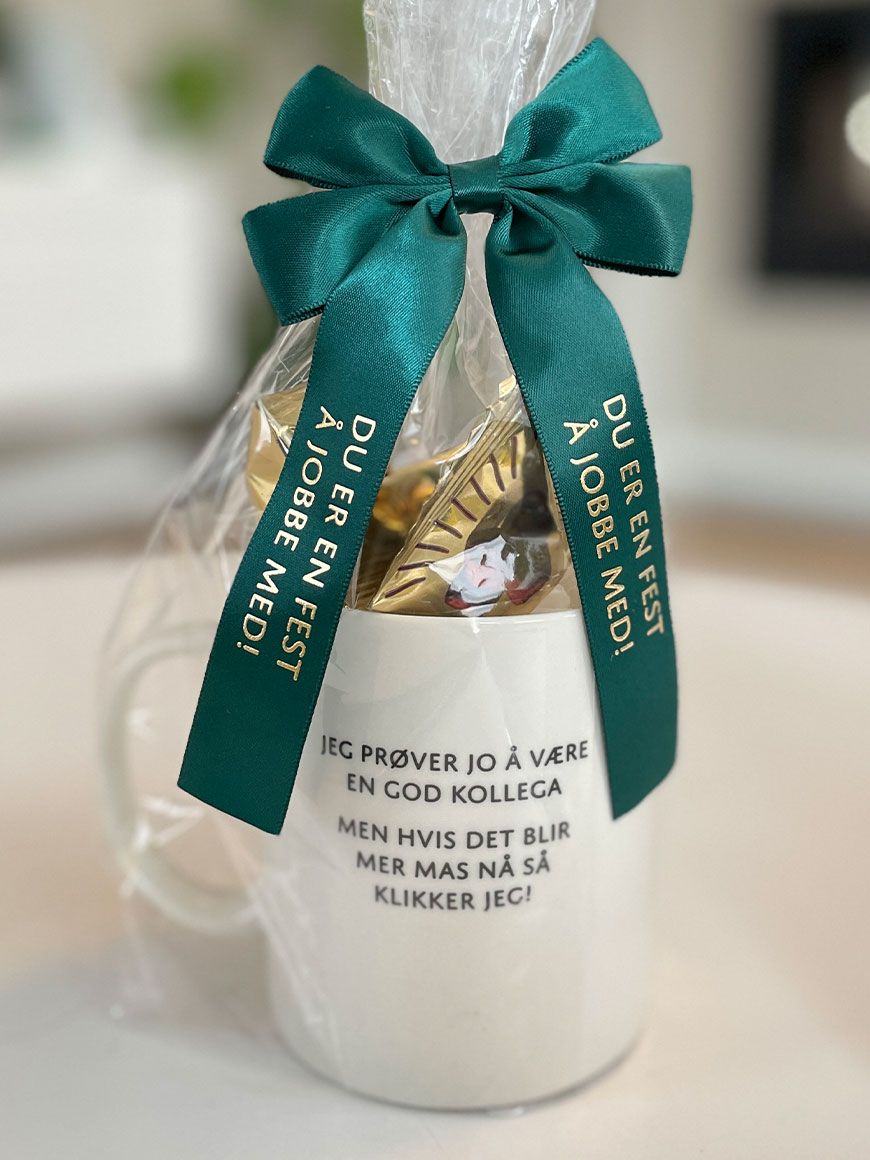 DU ER EN FEST
Å JOBBE MED!
DU ER EN FEST
Å JOBBE MED!
JEG PRØVER JO Å VÆRE
EN GOD KOLLEGA
MEN HVIS DET BLIR
MER MAS NÅ SÅ
KLIKKER JEG!